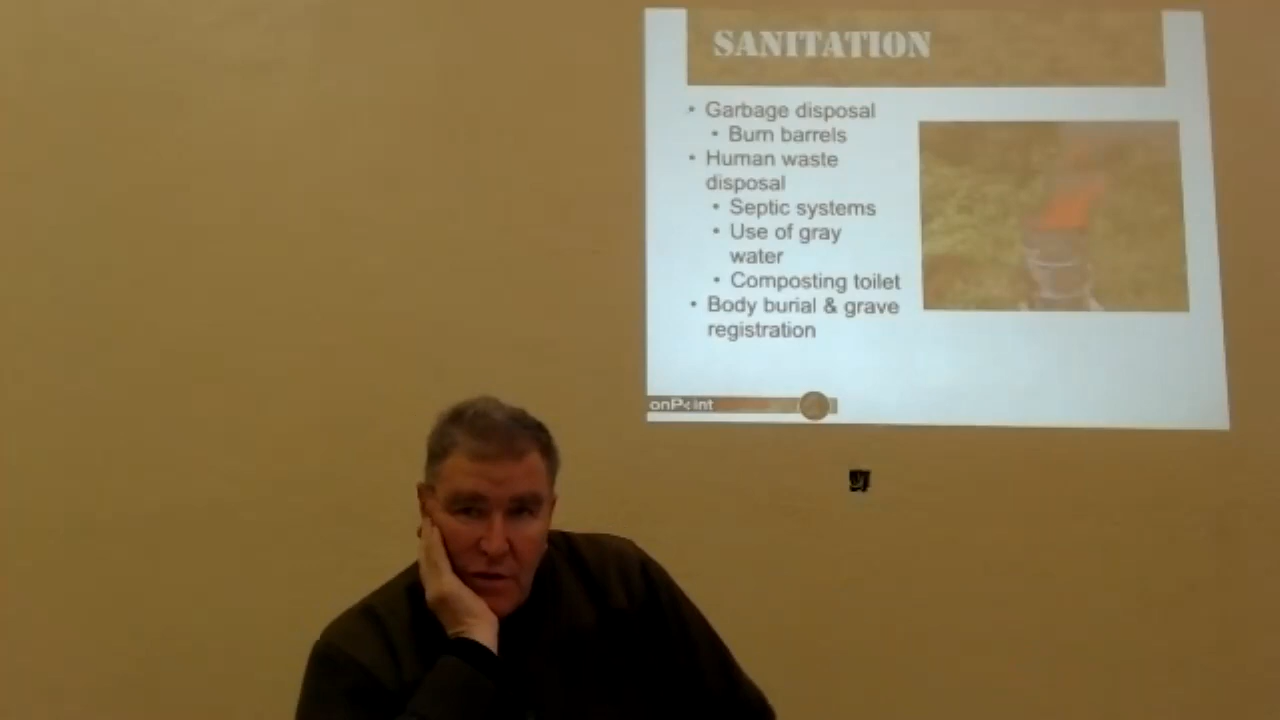 SANITATION
• Garbage disposal
• Burn barrels
• Human waste
disposal
• Septic systems
• Use of gray
water
• Composting toilet
• Body burial & grave
registration